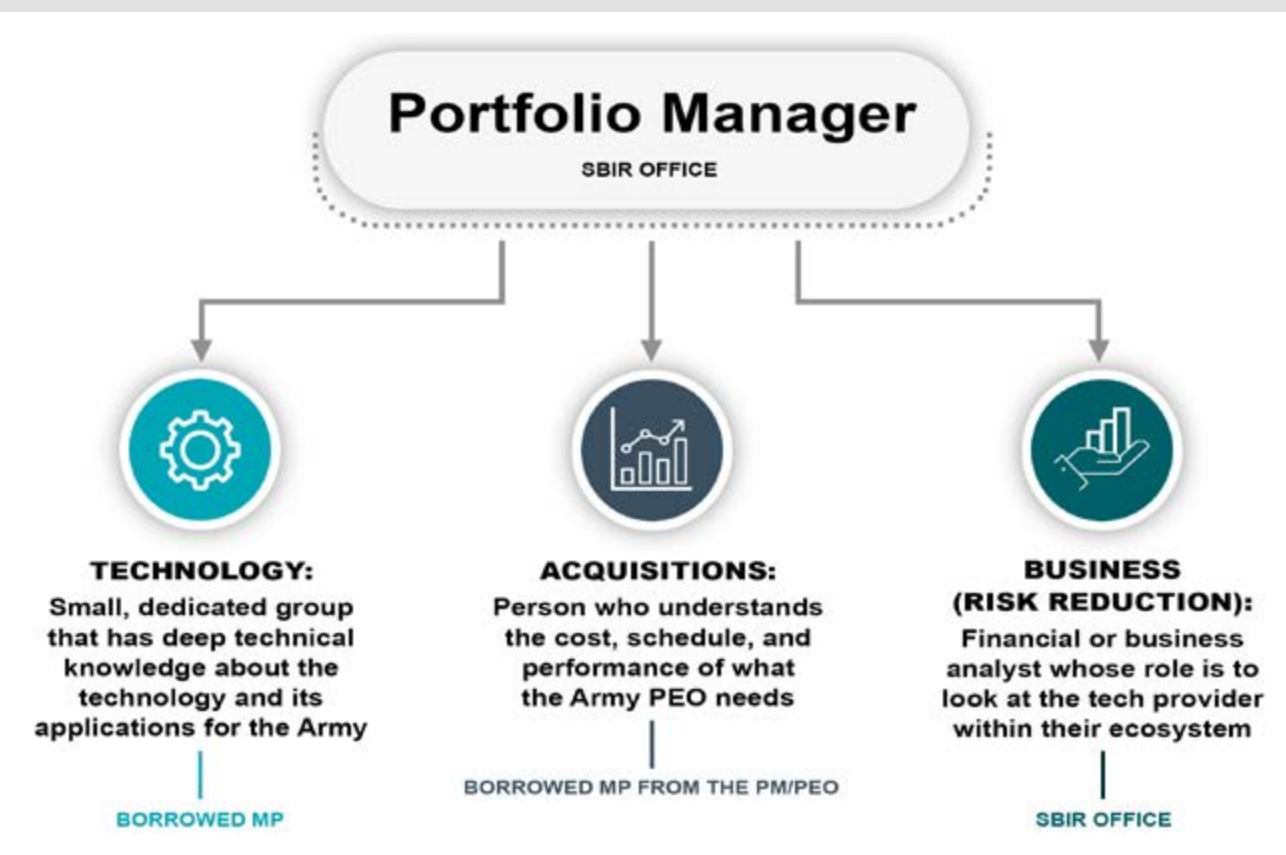 Portfolio Manager
SBIR OFFICE
TECHNOLOGY:
Small, dedicated group
that has deep technical
knowledge about the
technology and its
applications for the Army
BORROWED MP
ACQUISITIONS:
Person who understands
the cost, schedule, and
performance of what
the Army PEO needs
BORROWED MP FROM THE PM/PEO
BUSINESS
(RISK REDUCTION):
Financial or business
analyst whose role is to
look at the tech provider
within their ecosystem
SBIR OFFICE